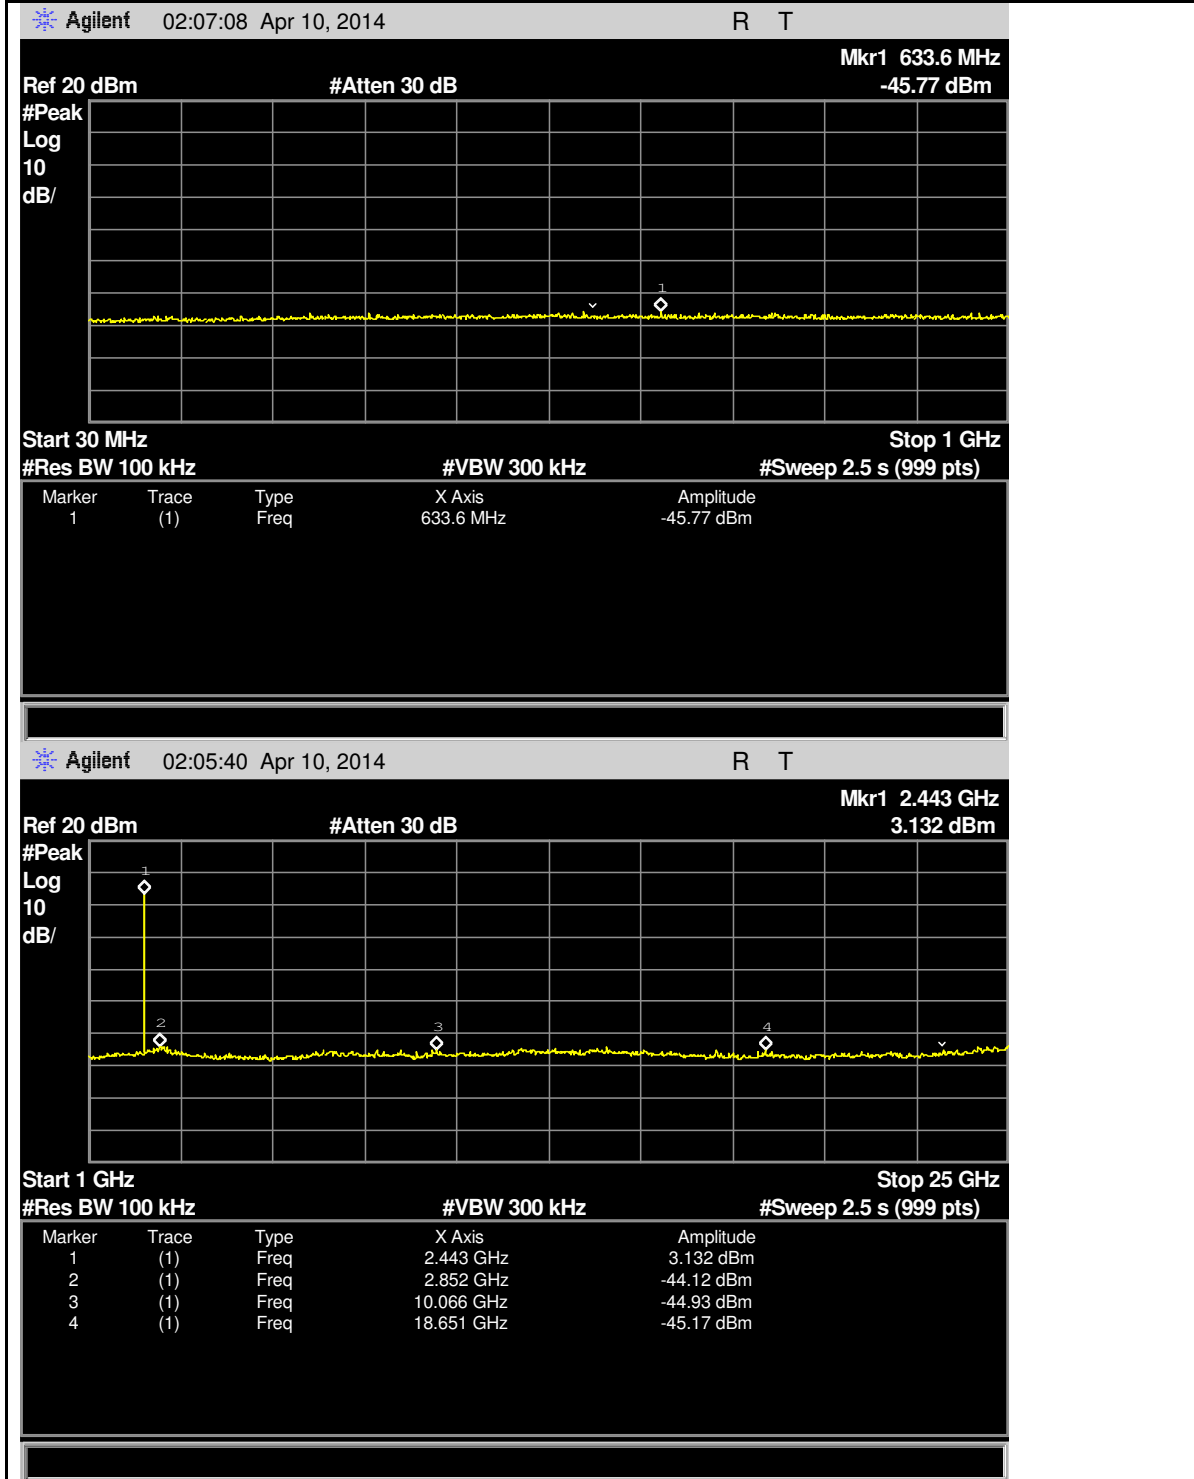 Agilent 02:07:08 Apr 10, 2014 R T
Mkr1 633.6 MHz
Ref 20 dBm #Atten 30 dB -45.77 dBm
#Peak
Log
10
dB/
1
Start 30 MHz Stop 1 GHz
#Res BW 100 kHz #VBW 300 kHz #Sweep 2.5 s (999 pts)
Marker Trace Type X Axis Amplitude
1 (1) Freq 633.6 MHz -45.77 dBm
Agilent 02:05:40 Apr 10, 2014 R T
Mkr1 2.443 GHz
Ref 20 dBm #Atten 30 dB 3.132 dBm
#Peak
Log
10
dB/
1
2
3
4
Start 1 GHz Stop 25 GHz
#Res BW 100 kHz #VBW 300 kHz #Sweep 2.5 s (999 pts)
Marker Trace Type X Axis Amplitude
1 (1) Freq 2.443 GHz 3.132 dBm
2 (1) Freq 2.852 GHz -44.12 dBm
3 (1) Freq 10.066 GHz -44.93 dBm
4 (1) Freq 18.651 GHz -45.17 dBm